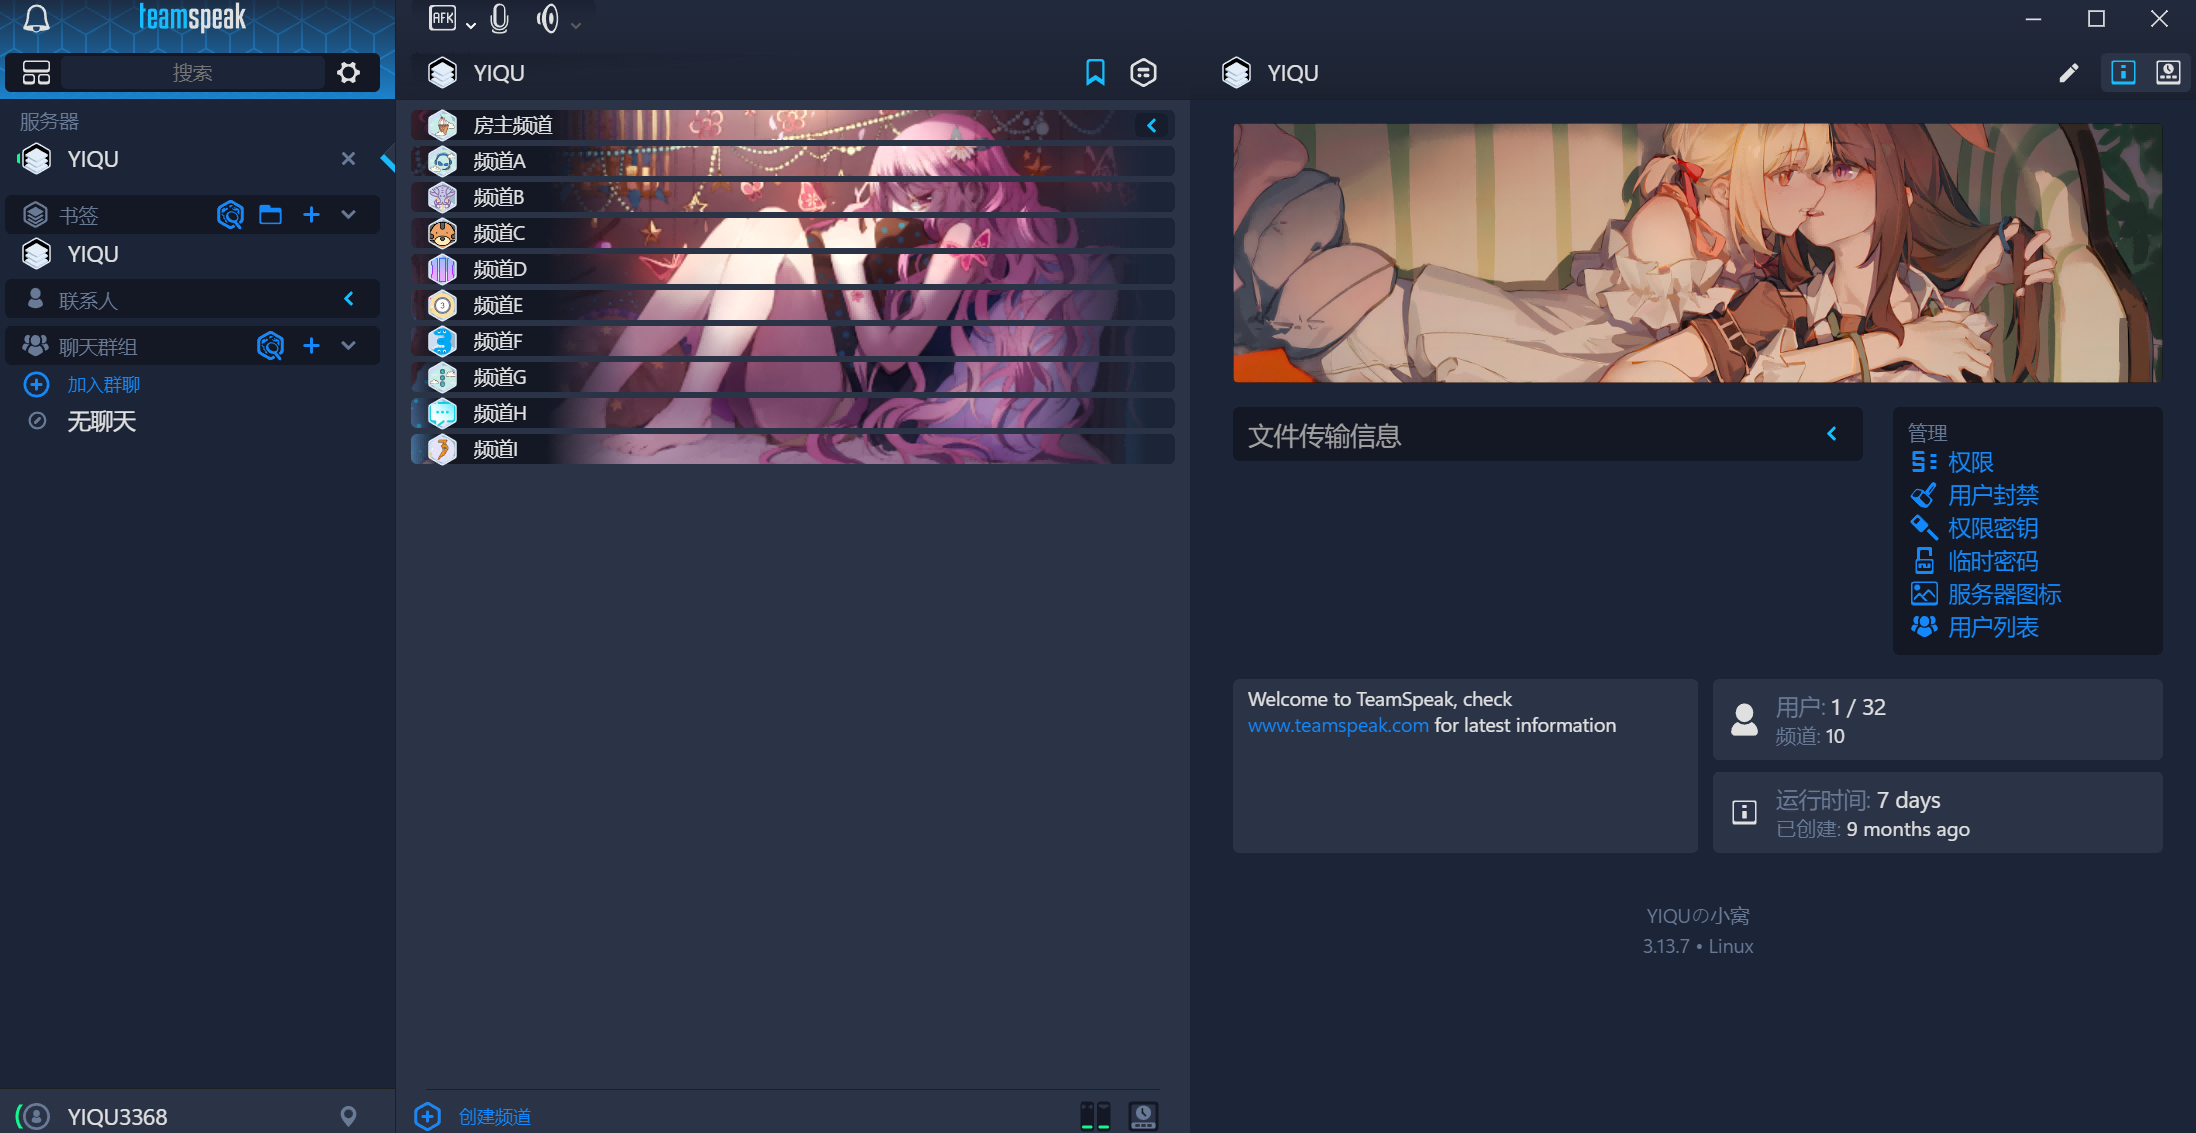 teamspeak
AFK
搜索
YIQU
YIQU
服务器
YIQU
书签
YIQU
联系人
聊天群组
加入群聊
无聊天
房主频道
频道A
频道B
频道C
频道D
频道E
频道F
频道G
频道H
频道I
文件传输信息
管理
权限
用户封禁
权限密钥
临时密码
服务器图标
用户列表
Welcome to TeamSpeak, check
www.teamspeak.com for latest information
用户: 1 / 32
频道: 10
运行时间: 7 days
已创建: 9 months ago
YIQUの小窝
3.13.7 • Linux
YIQU3368
创建频道